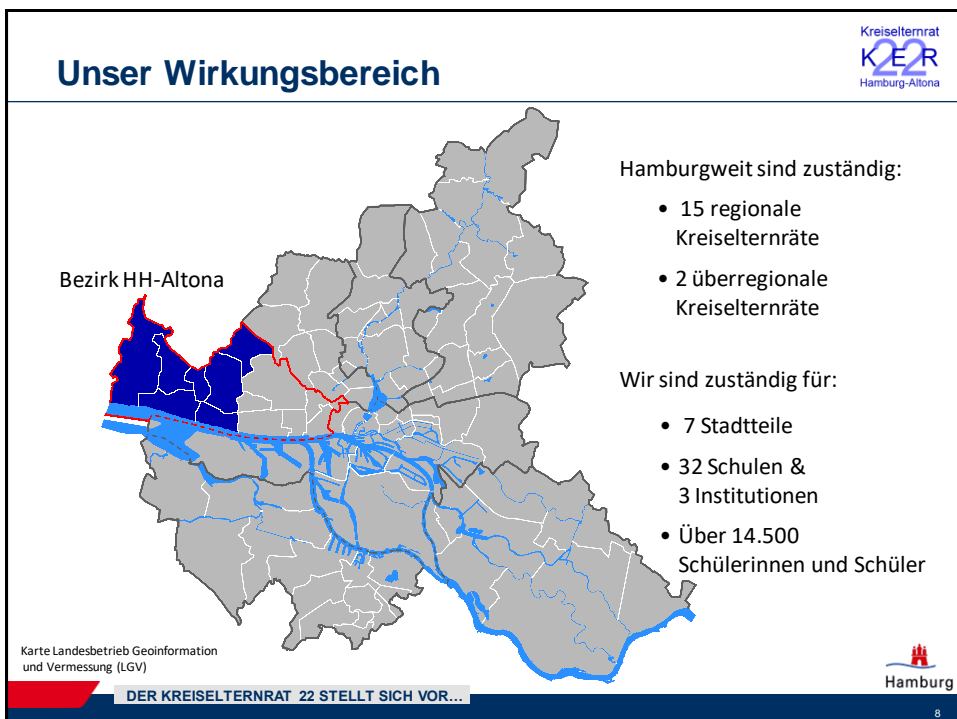 Unser Wirkungsbereich
Kreiselternrat
KE22R
Hamburg-Altona
Bezirk HH-Altona
Hamburgweit sind zuständig:
• 15 regionale
Kreiselternräte
• 2 überregionale
Kreiselternräte
Wir sind zuständig für:
• 7 Stadtteile
• 32 Schulen &
3 Institutionen
• Über 14.500
Schülerinnen und Schüler
Karte Landesbetrieb Geoinformation
und Vermessung (LGV)
Hamburg
DER KREISELTERNRAT 22 STELLT SICH VOR…
8